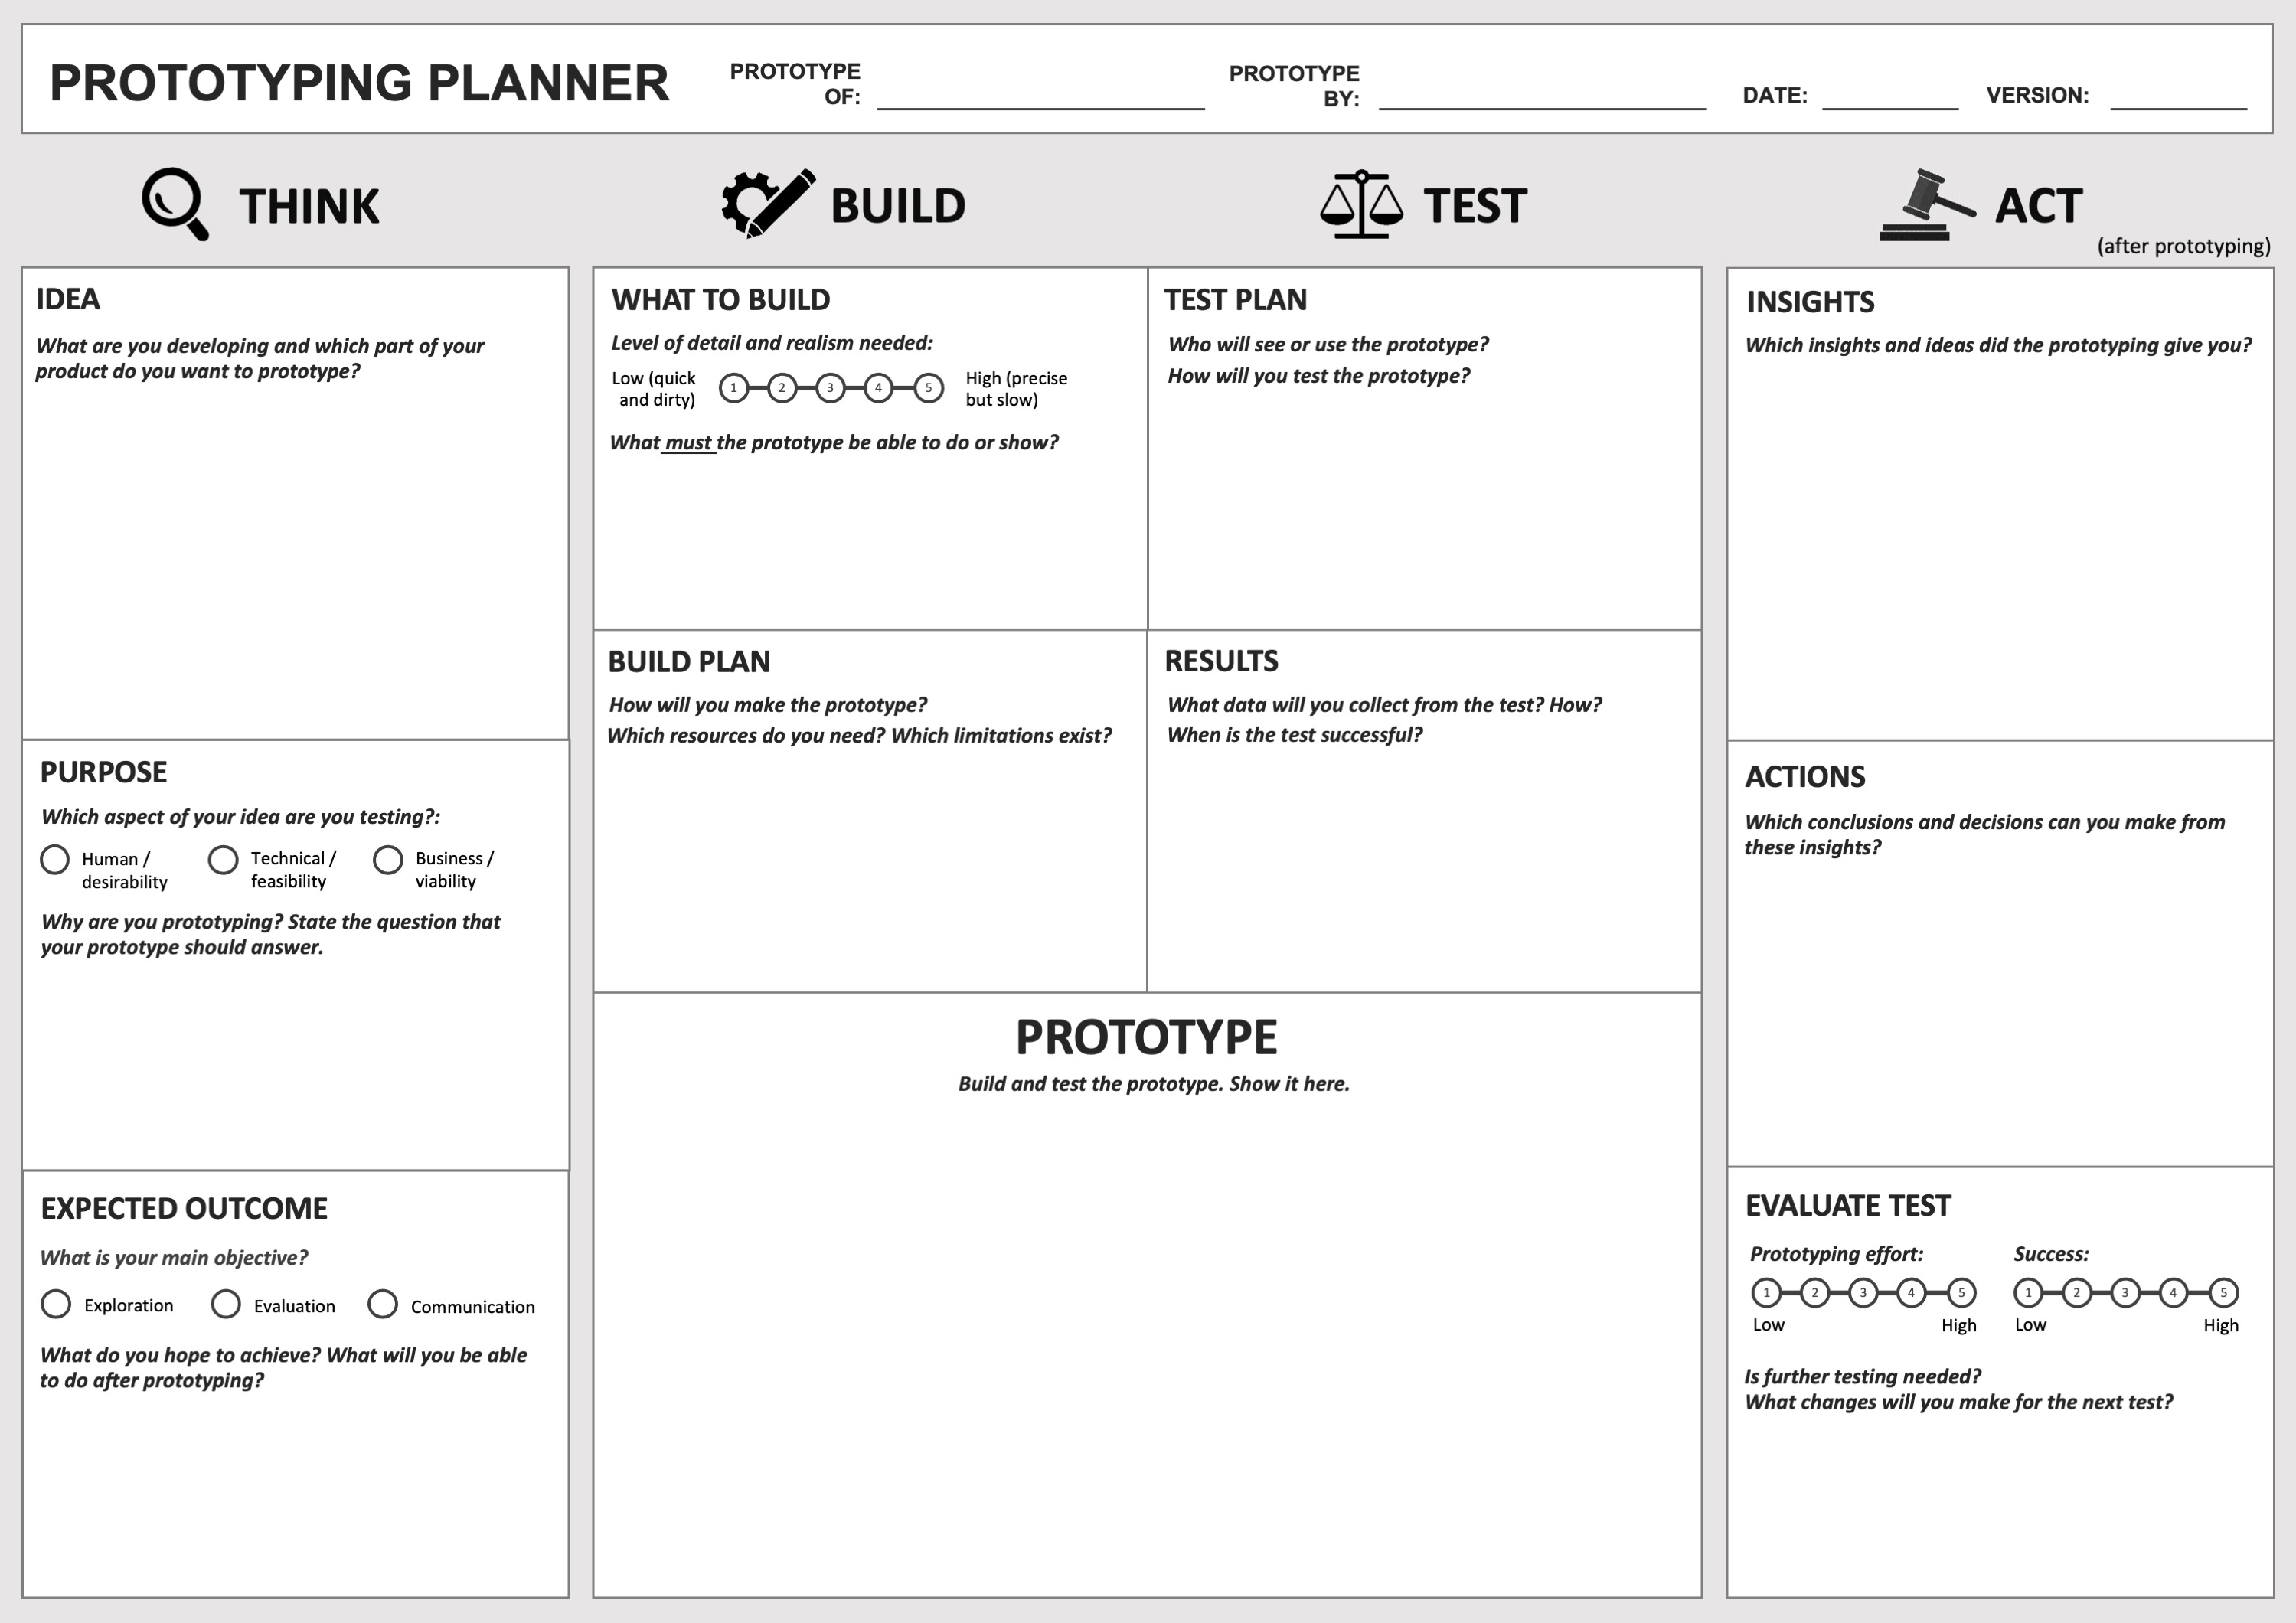 PROTOTYPING PLANNER
PROTOTYPE
OF:
PROTOTYPE
BY:
DATE:
VERSION:
THINK
BUILD
TEST
ACT
(after prototyping)
IDEA
What are you developing and which part of your
product do you want to prototype?
PURPOSE
Which aspect of your idea are you testing?:
Human /
desirability
Technical /
feasibility
Business /
viability
Why are you prototyping? State the question that
your prototype should answer.
EXPECTED OUTCOME
What is your main objective?
Exploration
Evaluation
Communication
What do you hope to achieve? What will you be able
to do after prototyping?
WHAT TO BUILD
Level of detail and realism needed:
Low (quick
and dirty)
1 2 3 4 5
High (precise
but slow)
What must the prototype be able to do or show?
TEST PLAN
Who will see or use the prototype?
How will you test the prototype?
BUILD PLAN
How will you make the prototype?
Which resources do you need? Which limitations exist?
RESULTS
What data will you collect from the test? How?
When is the test successful?
PROTOTYPE
Build and test the prototype. Show it here.
INSIGHTS
Which insights and ideas did the prototyping give you?
ACTIONS
Which conclusions and decisions can you make from
these insights?
EVALUATE TEST
Prototyping effort:
1 2 3 4 5
Low High
Success:
1 2 3 4 5
Low High
Is further testing needed?
What changes will you make for the next test?